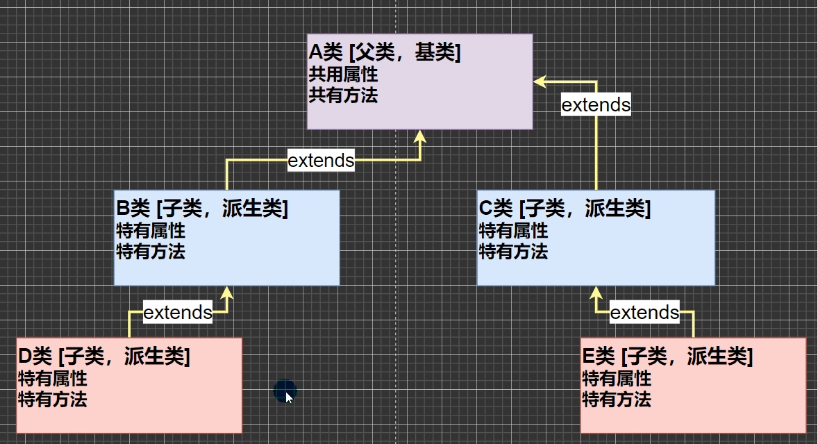 A类 [父类，基类]
共用属性
共有方法
extends
extends
B类 [子类，派生类]
特有属性
特有方法
C类 [子类，派生类]
特有属性
特有方法
extends
extends
D类 [子类，派生类]
特有属性
特有方法
E类 [子类，派生类]
特有属性
特有方法